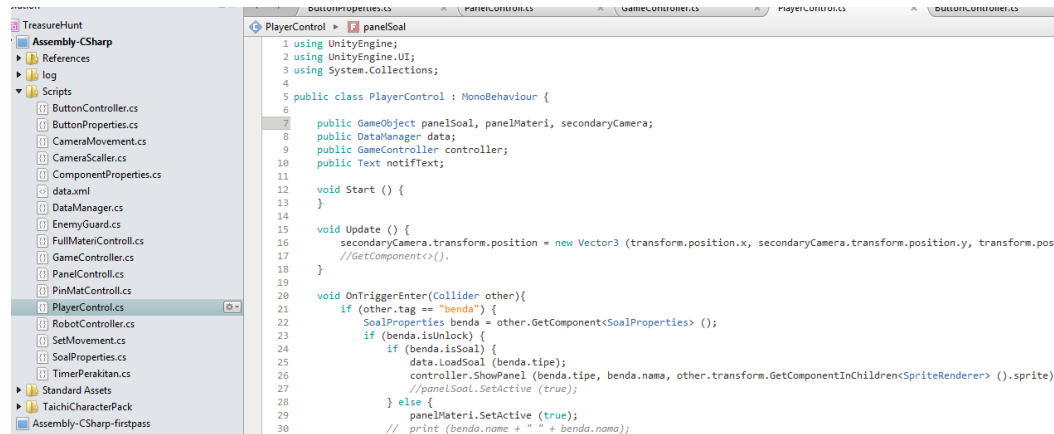 TreasureHunt
Assembly-CSharp
References
log
Scripts
ButtonController.cs
ButtonProperties.cs
CameraMovement.cs
CameraScaller.cs
ComponentProperties.cs
data.xml
DataManager.cs
EnemyGuard.cs
FullMateriControll.cs
GameController.cs
PanelControll.cs
PinMatControll.cs
PlayerControl.cs
RobotController.cs
SetMovement.cs
SoalProperties.cs
TimerPerakitan.cs
Standard Assets
TaichiCharacterPack
Assembly-CSharp-firstpass
ButtonProperties.cs × PanelControll.cs × GameController.cs × PlayerControl.cs × ButtonController.cs
PlayerControl ▸ panelSoal
1 using UnityEngine;
2 using UnityEngine.UI;
3 using System.Collections;
4
5 public class PlayerControl : MonoBehaviour {
6
7 public GameObject panelSoal, panelMateri, secondaryCamera;
8 public DataManager data;
9 public GameController controller;
10 public Text notifText;
11
12 void Start () {
13 }
14
15 void Update () {
16 secondaryCamera.transform.position = new Vector3 (transform.position.x, secondaryCamera.transform.position.y, transform.pos
17 //GetComponent<>().
18 }
19
20 void OnTriggerEnter(Collider other){
21 if (other.tag == "benda") {
22 SoalProperties benda = other.GetComponent<SoalProperties> ();
23 if (benda.isUnlock) {
24 if (benda.isSoal) {
25 data.LoadSoal (benda.tipe);
26 controller.ShowPanel (benda.tipe, benda.nama, other.transform.GetComponentInChildren<SpriteRenderer> ().sprite)
27 //panelSoal.SetActive (true);
28 } else {
29 panelMateri.SetActive (true);
30 // print (benda.name + " " + benda.nama);